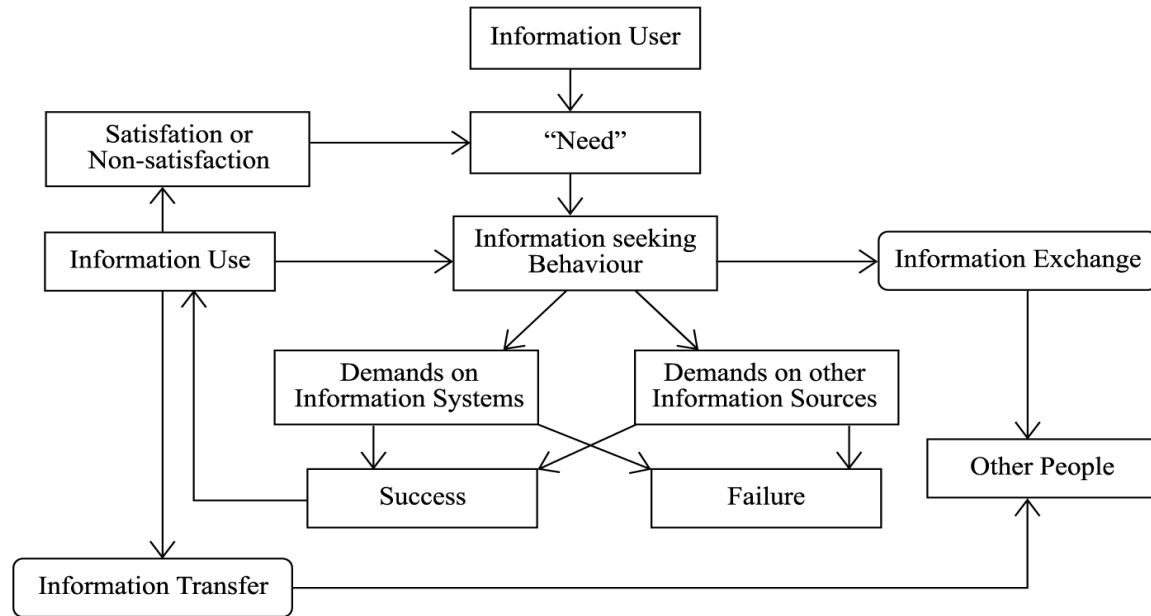 Information User
Satisfation or
Non-satisfaction
“Need”
Information Use
Information seeking
Behaviour
Information Exchange
Demands on
Information Systems
Demands on other
Information Sources
Other People
Success
Failure
Information Transfer